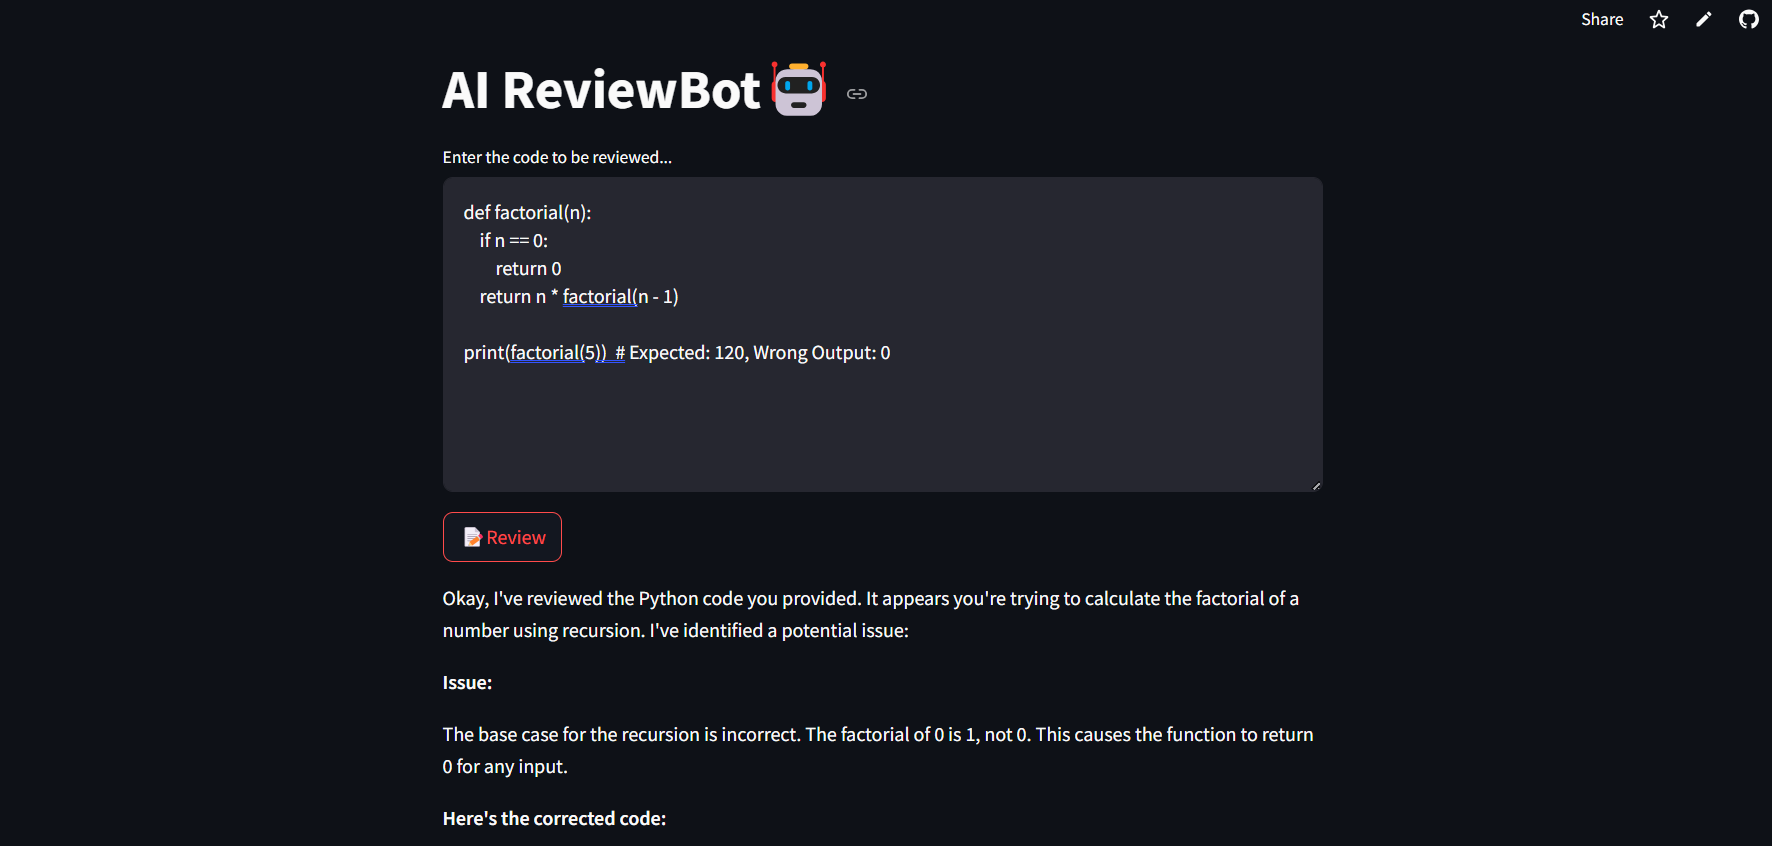 Share
AI ReviewBot
Enter the code to be reviewed...
def factorial(n):
    if n == 0:
        return 0
    return n * factorial(n - 1)
print(factorial(5))  # Expected: 120, Wrong Output: 0
Review
Okay, I've reviewed the Python code you provided. It appears you're trying to calculate the factorial of a
number using recursion. I've identified a potential issue:
Issue:
The base case for the recursion is incorrect. The factorial of 0 is 1, not 0. This causes the function to return
0 for any input.
Here's the corrected code: